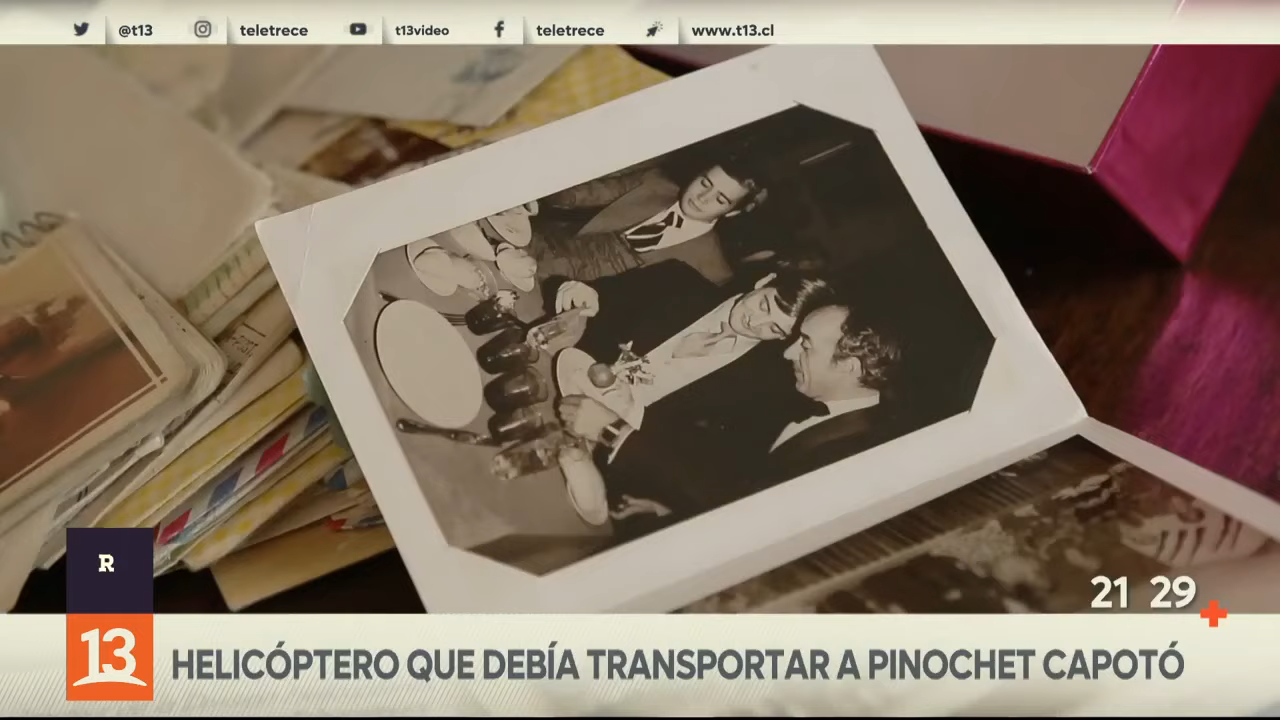 @t13 teletrece t13video teletrece www.t13.cl
21 29
R
13
HELICÓPTERO QUE DEBÍA TRANSPORTAR A PINOCHET CAPOTÓ